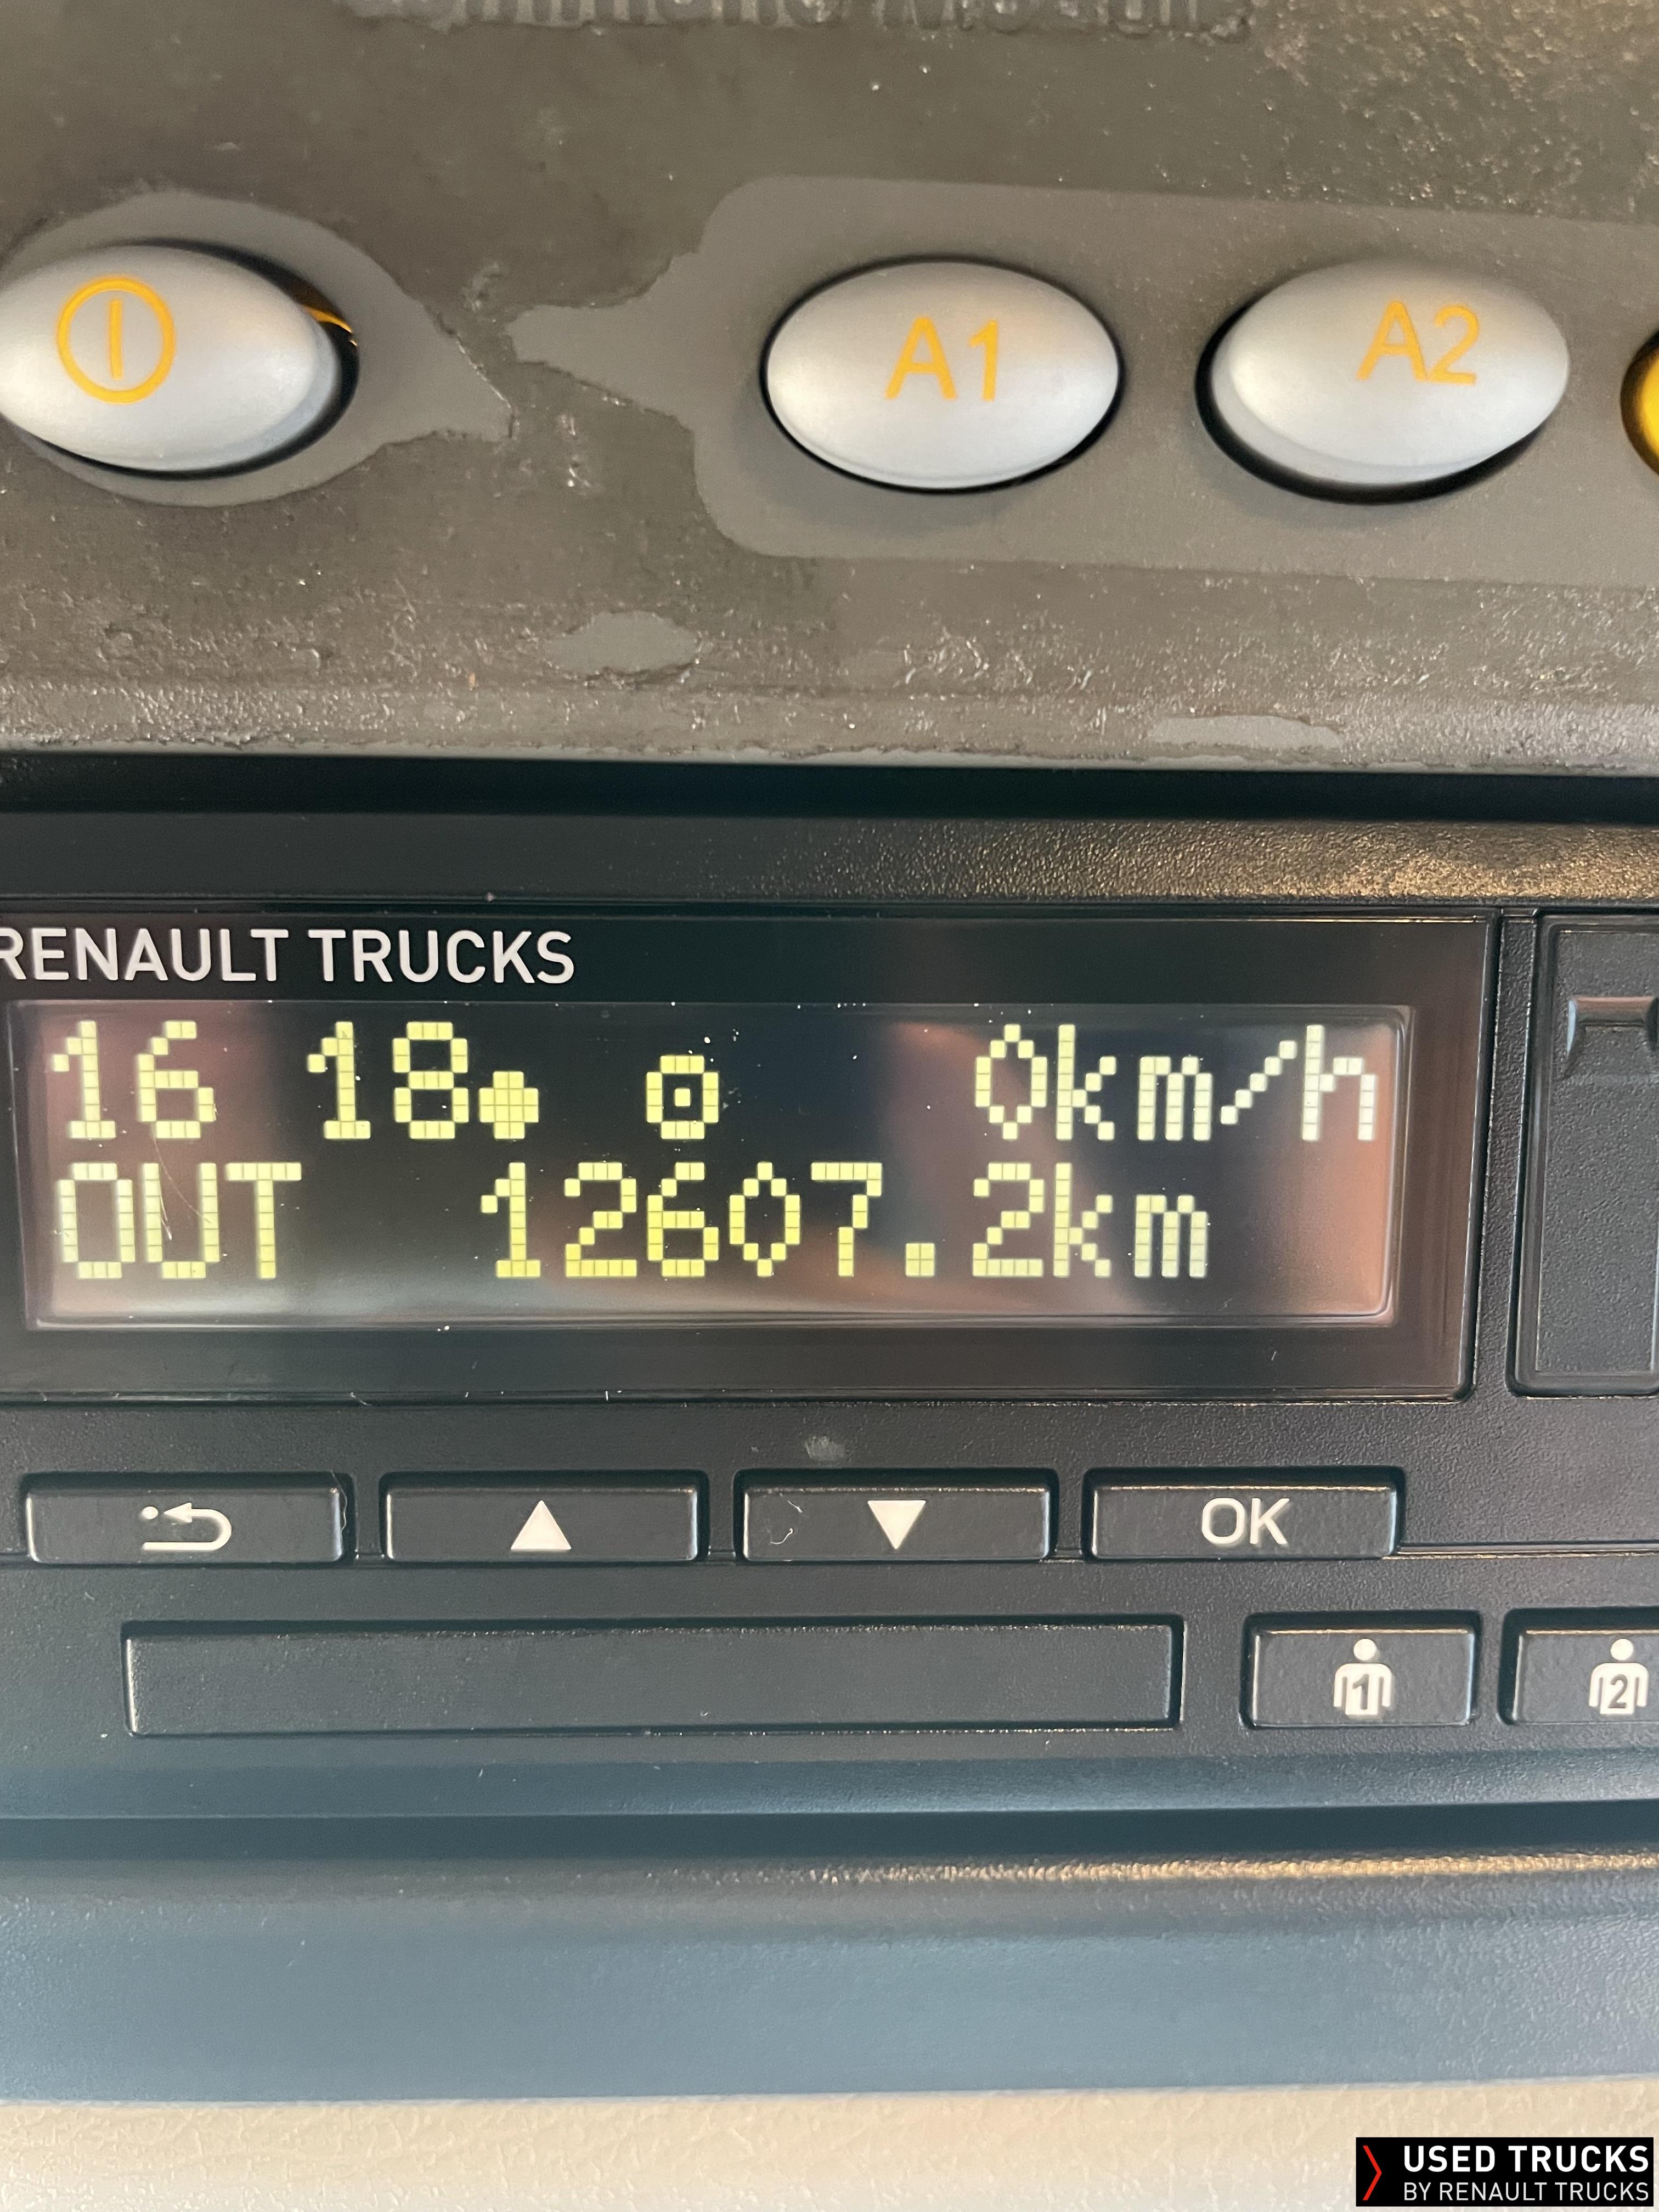 A1 A2
RENAULT TRUCKS
16 18 0km/h
OUT 12607.2km
OK
1 2
USED TRUCKS
BY RENAULT TRUCKS